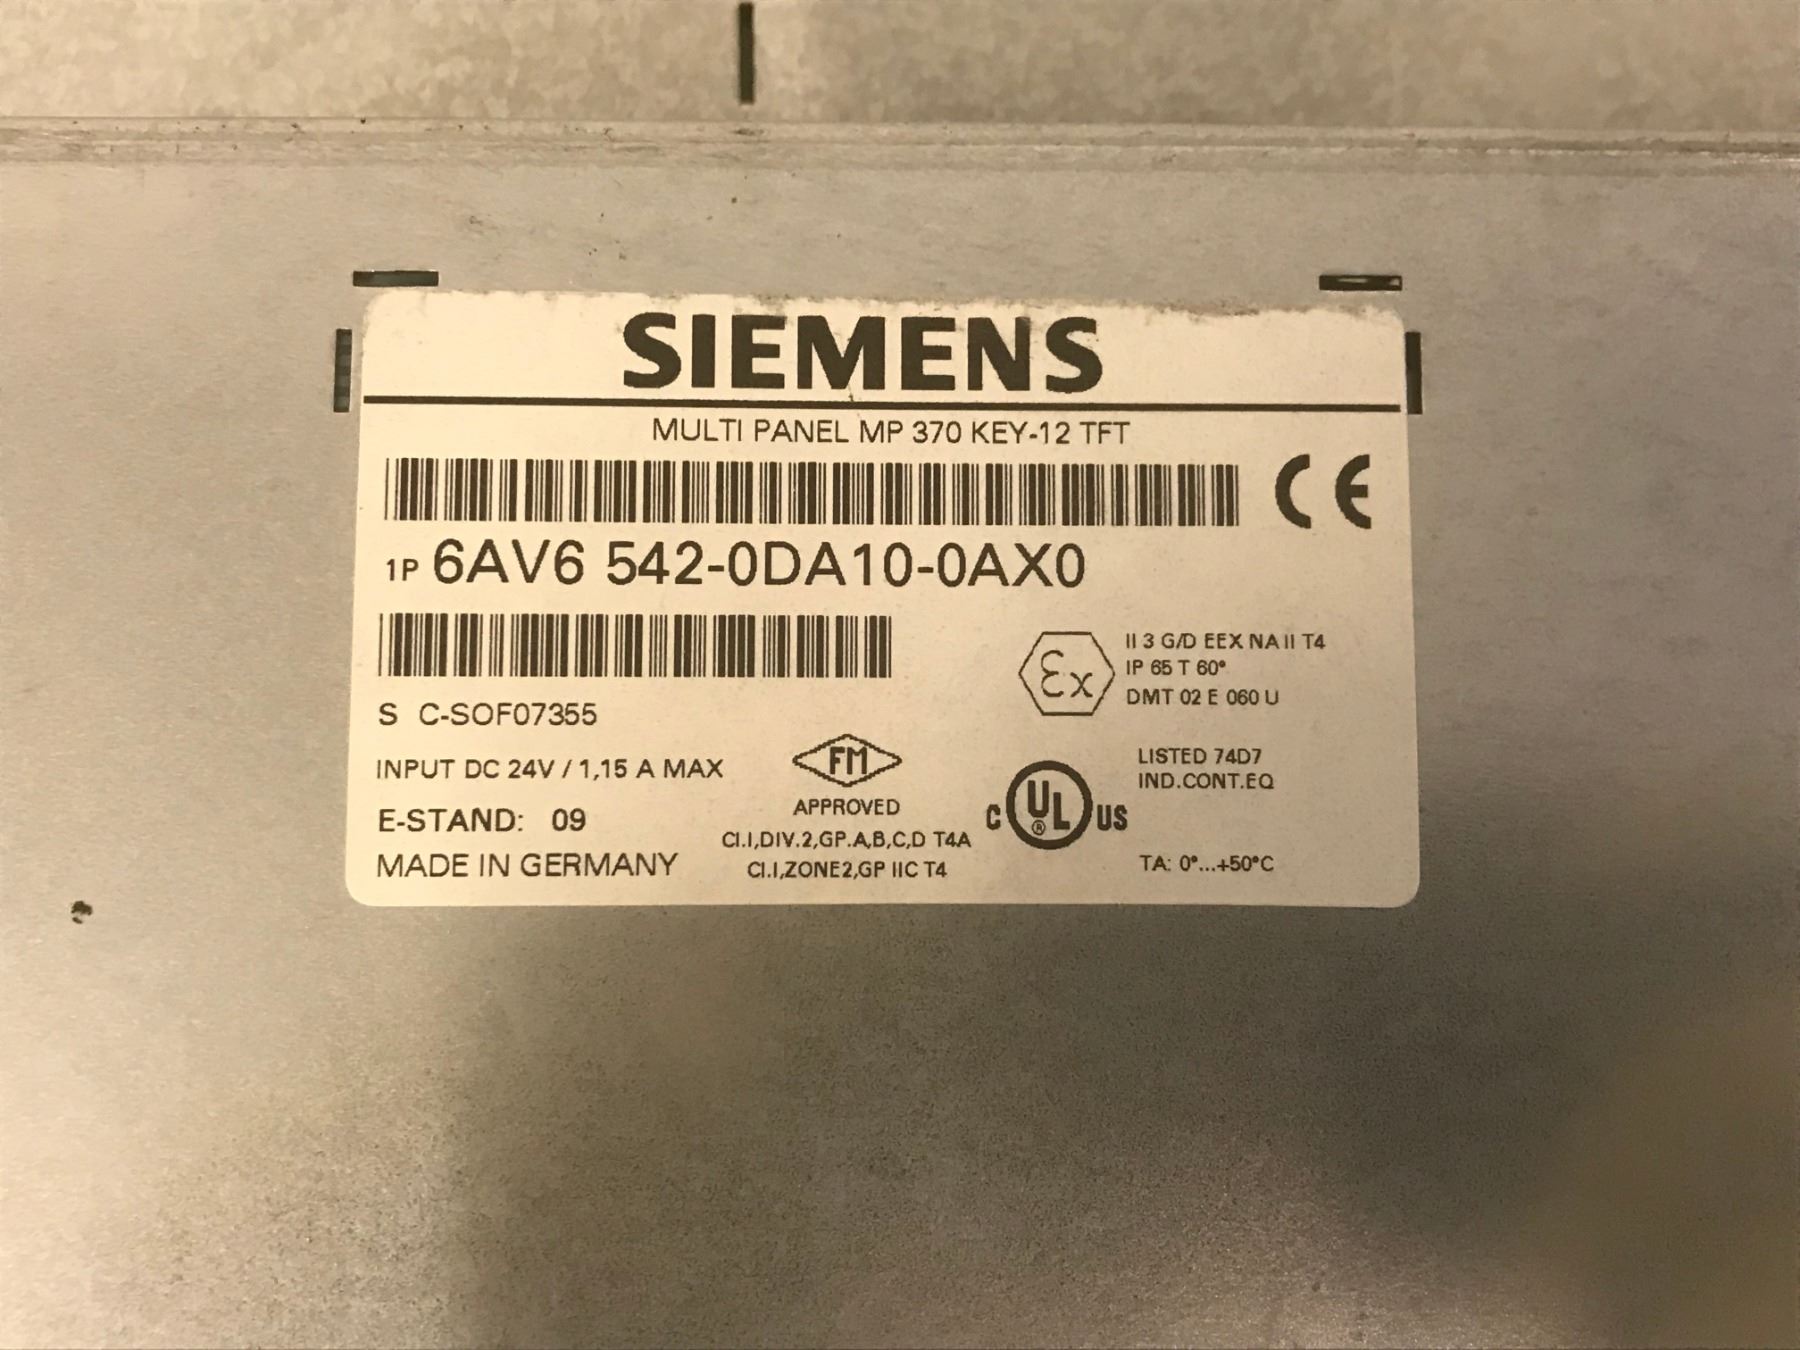 SIEMENS
MULTI PANEL MP 370 KEY-12 TFT
CE
1P 6AV6 542-0DA10-0AX0
S C-SOF07355
Ex
II 3 G/D EEX NA II T4
IP 65 T 60°
DMT 02 E 060 U
INPUT DC 24V / 1,15 A MAX
E-STAND: 09
MADE IN GERMANY
FM
APPROVED
CI.I,DIV.2,GP.A,B,C,D T4A
CI.I,ZONE2,GP IIC T4
C UL ® US
LISTED 74D7
IND.CONT.EQ
TA: 0°...+50°C